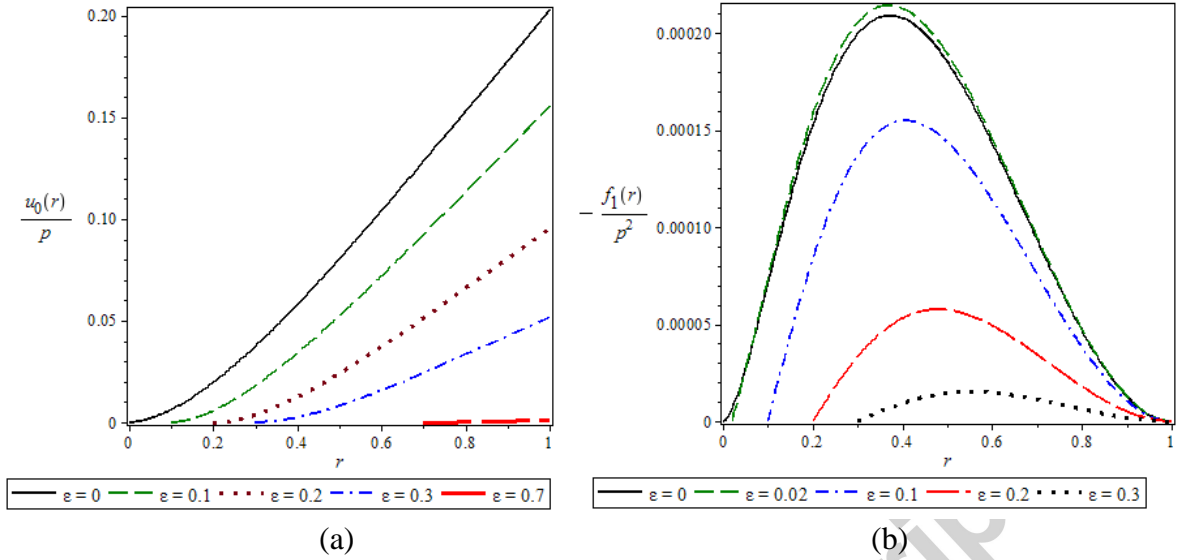 0.20
0.15
u₀(r)
p
0.10
0.05
0
0
0.2
0.4
0.6
0.8
1
r
ε = 0 ε = 0.1 ε = 0.2 ε = 0.3 ε = 0.7
(a)
0.00020
0.00015
− f₁(r)
p²
0.00010
0.00005
0
0
0.2
0.4
0.6
0.8
1
r
ε = 0 ε = 0.02 ε = 0.1 ε = 0.2 ε = 0.3
(b)